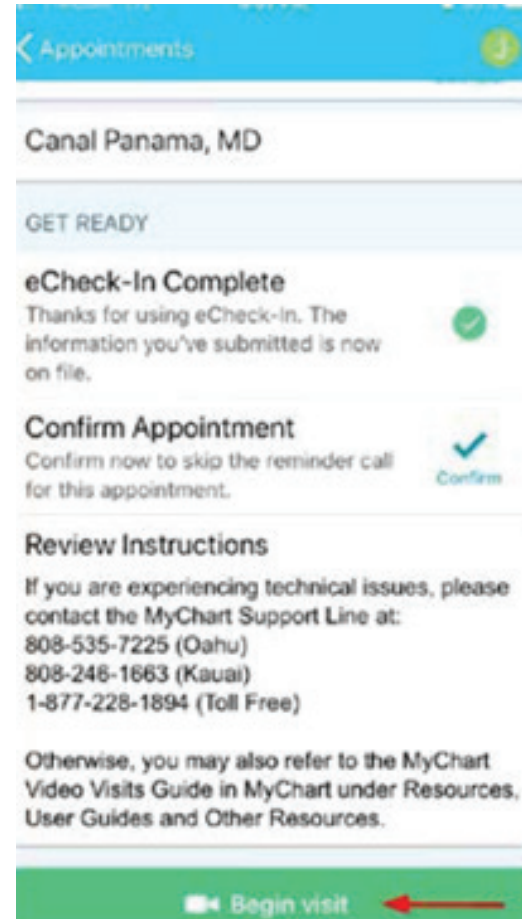 Appointments
J
Canal Panama, MD
GET READY
eCheck-In Complete
Thanks for using eCheck-In. The
information you've submitted is now
on file.
Confirm Appointment
Confirm now to skip the reminder call
for this appointment.
Confirm
Review Instructions
If you are experiencing technical issues, please
contact the MyChart Support Line at:
808-535-7225 (Oahu)
808-246-1663 (Kauai)
1-877-228-1894 (Toll Free)
Otherwise, you may also refer to the MyChart
Video Visits Guide in MyChart under Resources,
User Guides and Other Resources.
Begin visit